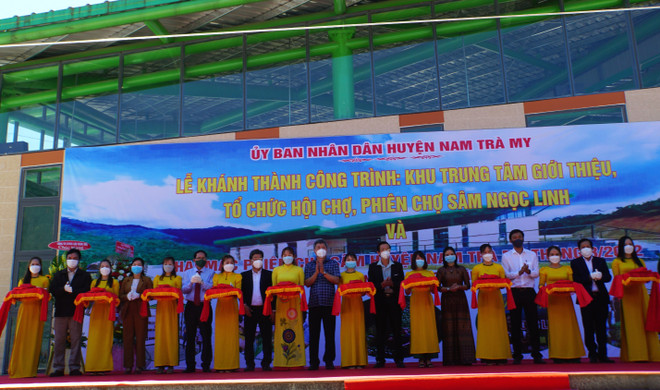 ỦY BAN NHÂN DÂN HUYỆN NAM TRÀ MY
LỄ KHÁNH THÀNH CÔNG TRÌNH: KHU TRUNG TÂM GIỚI THIỆU,
TỔ CHỨC HỘI CHỢ, PHIÊN CHỢ SÂM NGỌC LINH
VÀ